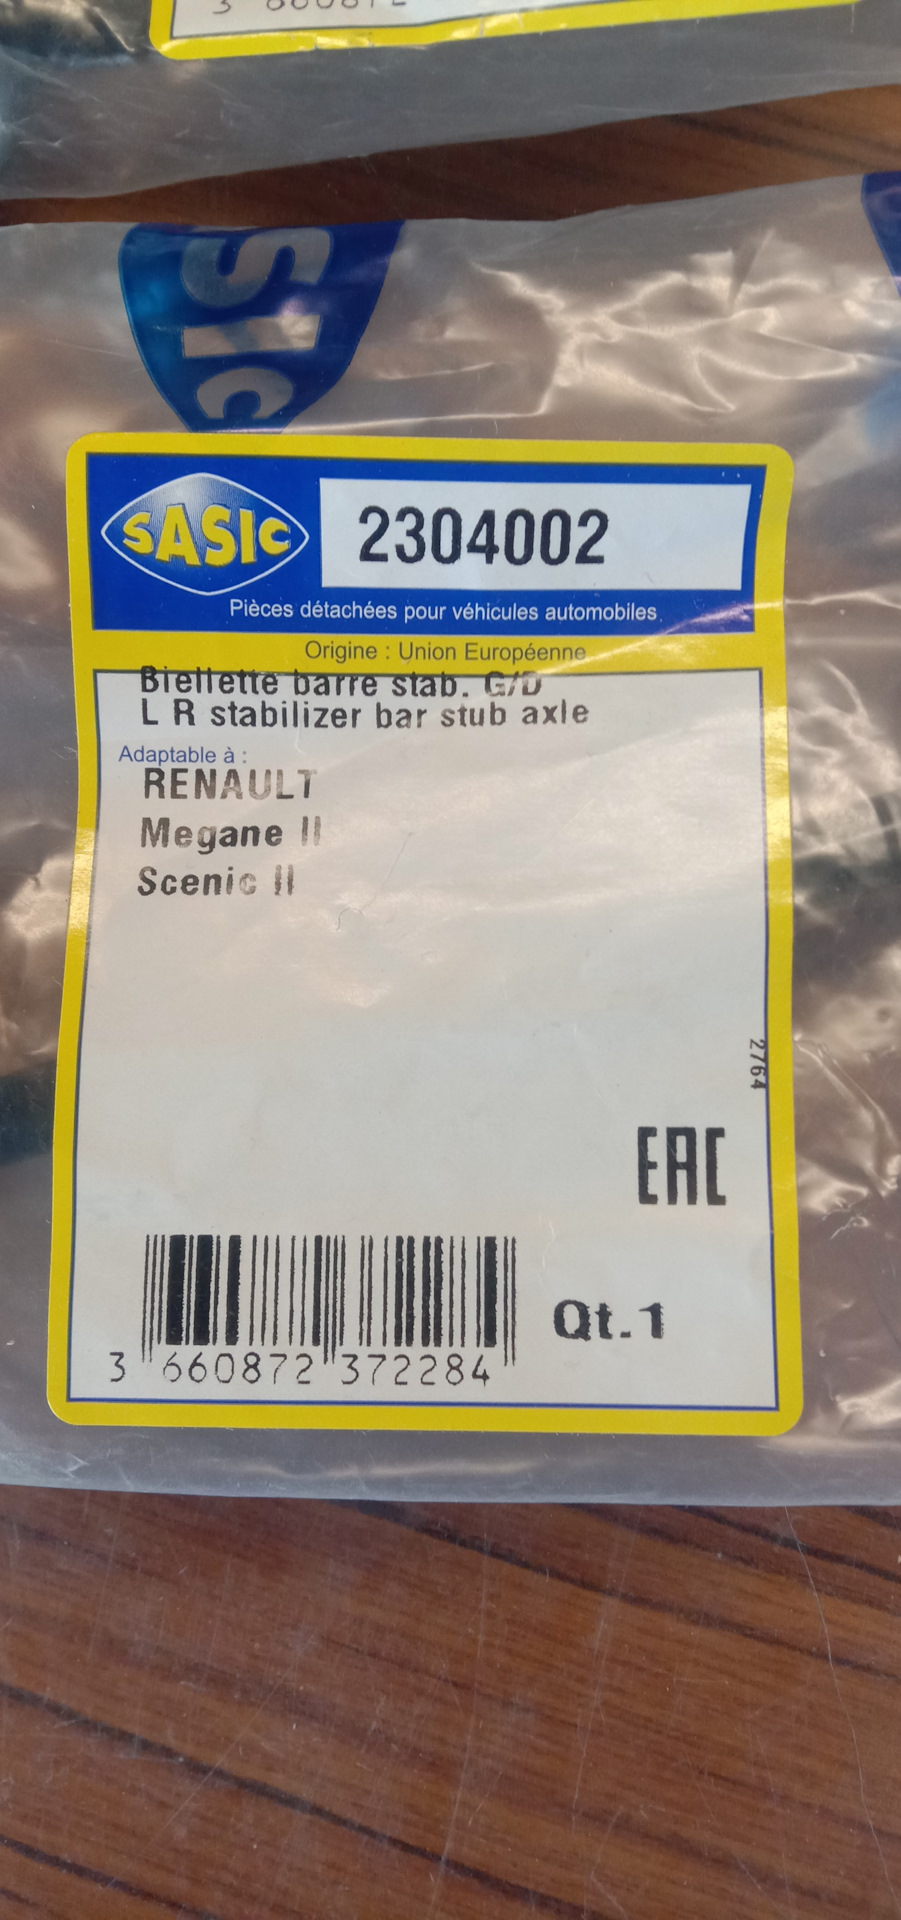 SIC
SASIC
2304002
Pièces détachées pour véhicules automobiles
Origine : Union Européenne
Biellette barre stab. G/D
L R stabilizer bar stub axle
Adaptable à :
RENAULT
Megane II
Scenic II
2764
EAC
Qt.1
3 660872 372284